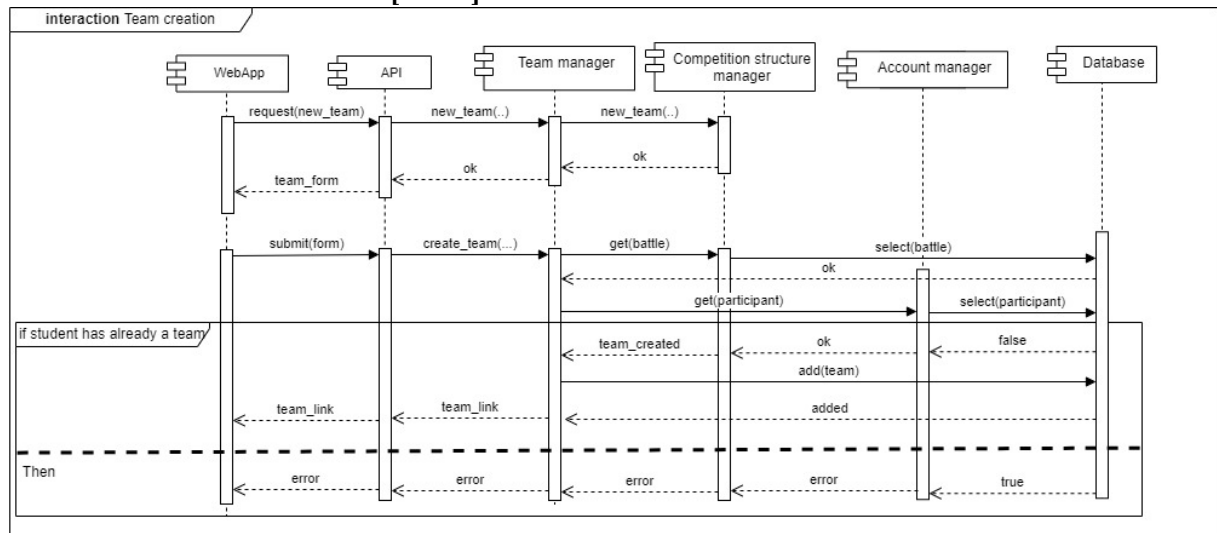 interaction Team creation
WebApp
API
Team manager
Competition structure
manager
Account manager
Database
request(new_team)
new_team(..)
new_team(..)
ok
ok
team_form
submit(form)
create_team(...)
get(battle)
select(battle)
ok
get(participant)
select(participant)
if student has already a team
team_created
ok
false
add(team)
team_link
team_link
added
Then
error
error
error
error
true